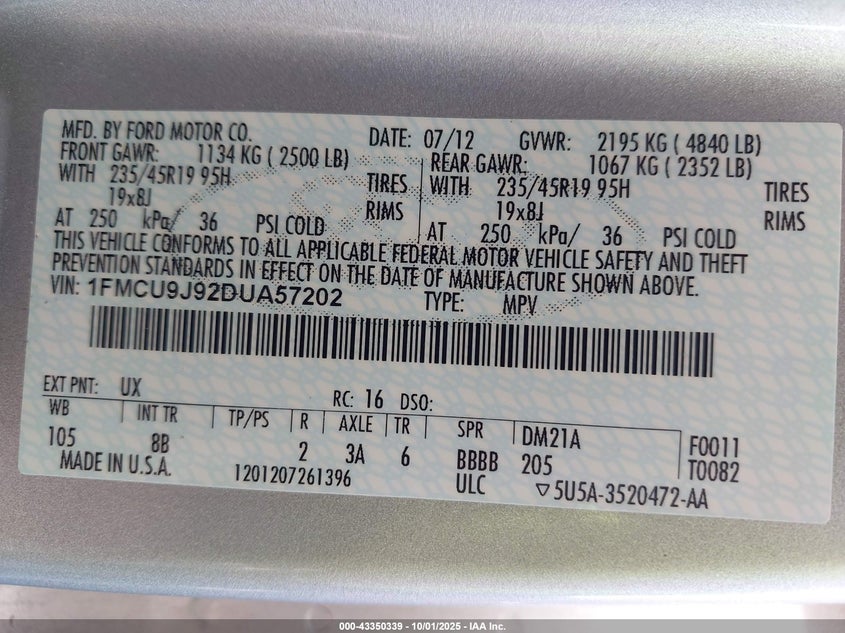 MFD. BY FORD MOTOR CO. DATE: 07/12 GVWR: 2195 KG ( 4840 LB)
FRONT GAWR: 1134 KG ( 2500 LB) REAR GAWR: 1067 KG ( 2352 LB)
WITH 235/45R19 95H TIRES WITH 235/45R19 95H TIRES
19x8J RIMS 19x8J RIMS
AT 250 kPa/ 36 PSI COLD AT 250 kPa/ 36 PSI COLD
THIS VEHICLE CONFORMS TO ALL APPLICABLE FEDERAL MOTOR VEHICLE SAFETY AND THEFT
PREVENTION STANDARDS IN EFFECT ON THE DATE OF MANUFACTURE SHOWN ABOVE.
VIN: 1FMCU9J92DUA57202 TYPE: MPV
EXT PNT: UX RC: 16 DSO:
WB INT TR TP/PS R AXLE TR SPR DM21A F0011
105 8B 2 3A 6 BBBB 205 T0082
MADE IN U.S.A. 1201207261396 ULC ▽5U5A-3520472-AA
000-43350339 - 10/01/2025 - IAA Inc.